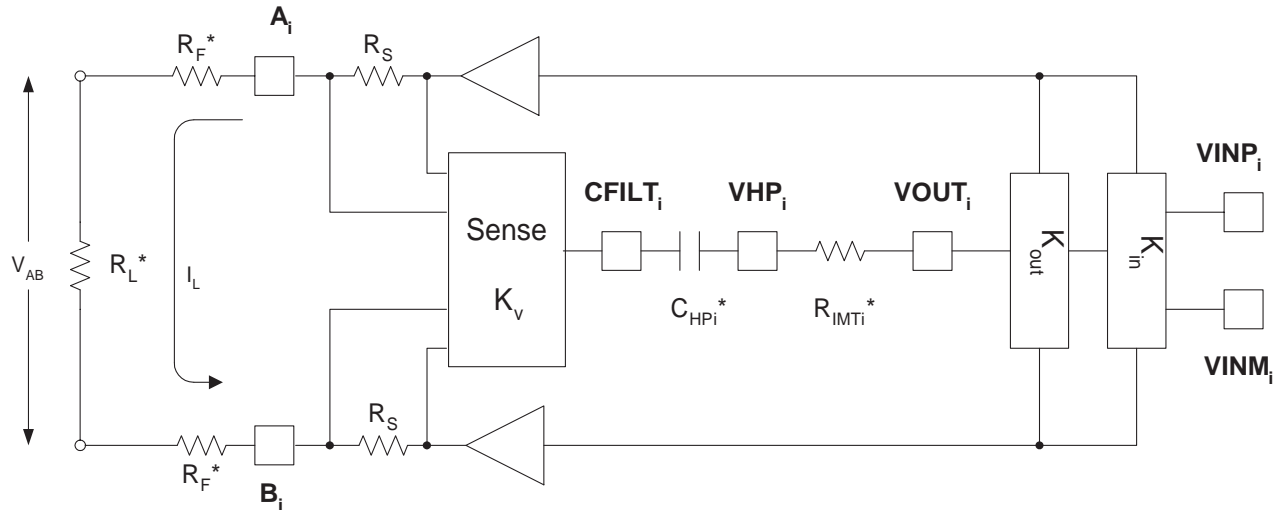 A_i
R_F*
R_S
VINP_i
CFILT_i
VHP_i
VOUT_i
Sense
K_v
K_out
K_in
V_AB
R_L*
I_L
C_HPi*
R_IMTi*
VINM_i
R_S
R_F*
B_i